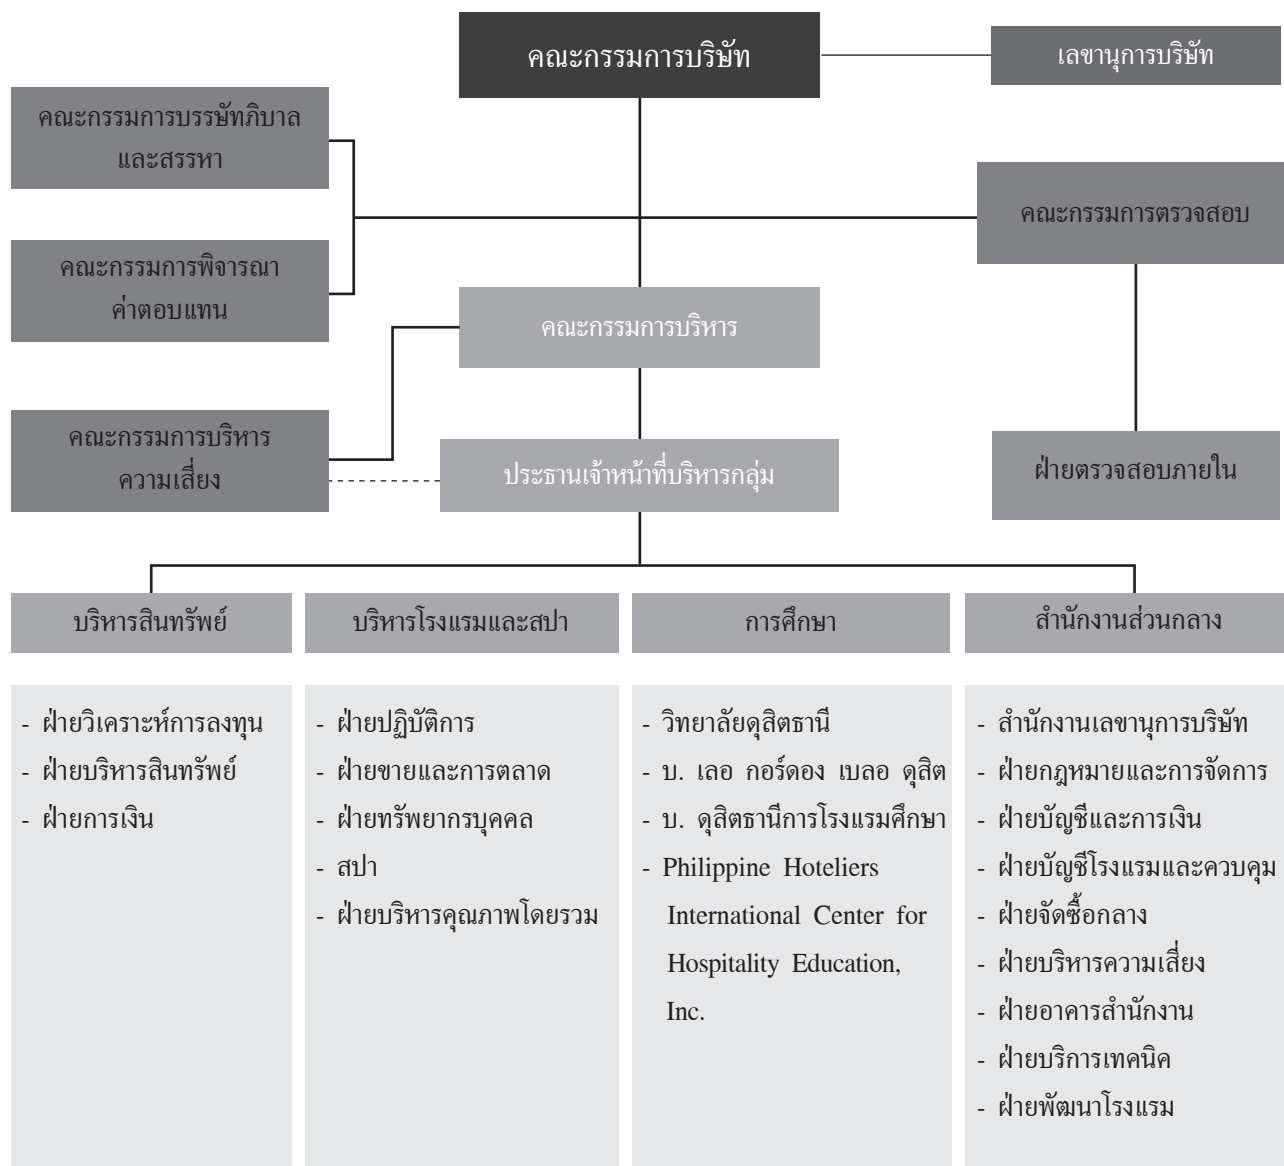 คณะกรรมการบริษัท
เลขานุการบริษัท
คณะกรรมการบรรษัทภิบาล
และสรรหา
คณะกรรมการตรวจสอบ
คณะกรรมการพิจารณา
ค่าตอบแทน
คณะกรรมการบริหาร
คณะกรรมการบริหาร
ความเสี่ยง
ประธานเจ้าหน้าที่บริหารกลุ่ม
ฝ่ายตรวจสอบภายใน
บริหารสินทรัพย์
- ฝ่ายวิเคราะห์การลงทุน
- ฝ่ายบริหารสินทรัพย์
- ฝ่ายการเงิน
บริหารโรงแรมและสปา
- ฝ่ายปฏิบัติการ
- ฝ่ายขายและการตลาด
- ฝ่ายทรัพยากรบุคคล
- สปา
- ฝ่ายบริหารคุณภาพโดยรวม
การศึกษา
- วิทยาลัยดุสิตธานี
- บ. เลอ กอร์ดอง เบลอ ดุสิต
- บ. ดุสิตธานีการโรงแรมศึกษา
- Philippine Hoteliers
International Center for
Hospitality Education,
Inc.
สำนักงานส่วนกลาง
- สำนักงานเลขานุการบริษัท
- ฝ่ายกฎหมายและการจัดการ
- ฝ่ายบัญชีและการเงิน
- ฝ่ายบัญชีโรงแรมและควบคุม
- ฝ่ายจัดซื้อกลาง
- ฝ่ายบริหารความเสี่ยง
- ฝ่ายอาคารสำนักงาน
- ฝ่ายบริการเทคนิค
- ฝ่ายพัฒนาโรงแรม